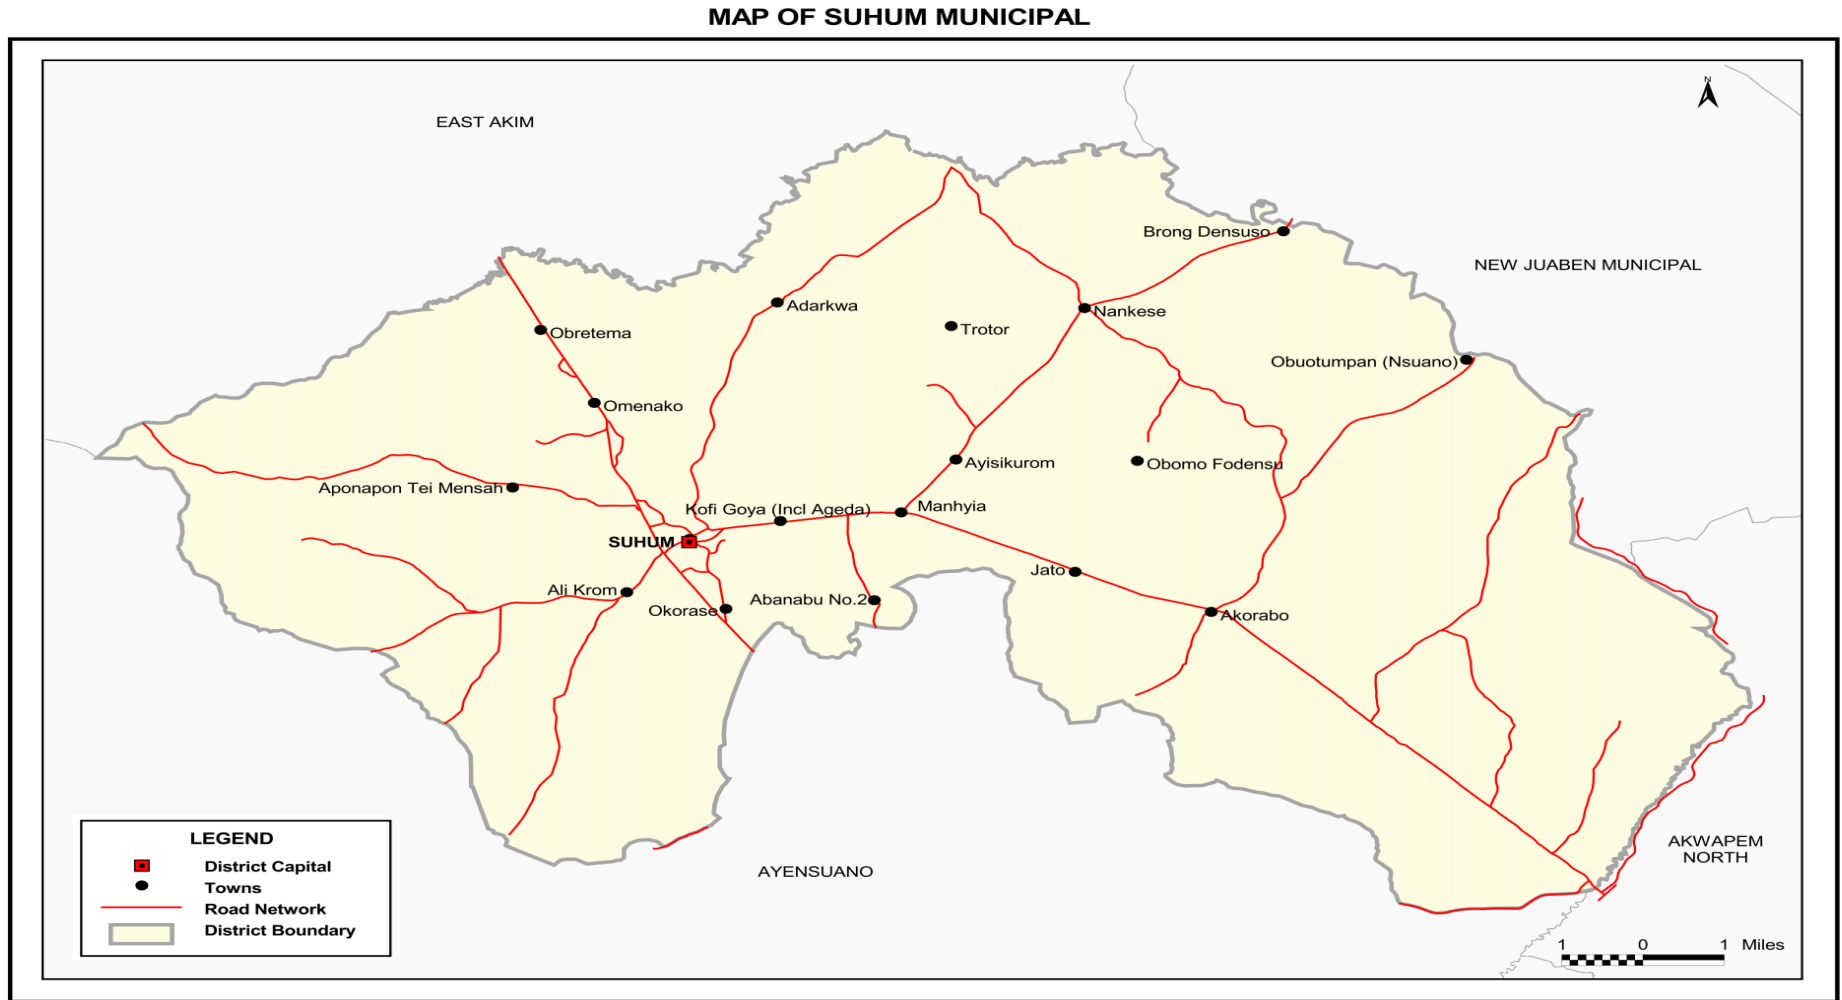 MAP OF SUHUM MUNICIPAL
N
EAST AKIM
Brong Densuso
NEW JUABEN MUNICIPAL
Adarkwa
Nankese
Trotor
Obretema
Obuotumpan (Nsuano)
Omenako
Ayisikurom
Obomo Fodensu
Aponapon Tei Mensah
Kofi Goya (Incl Ageda)
Manhyia
SUHUM
Jato
Ali Krom
Abanabu No.2
Okorase
Akorabo
LEGEND
District Capital
Towns
Road Network
District Boundary
AYENSUANO
AKWAPEM
NORTH
1 0 1 Miles